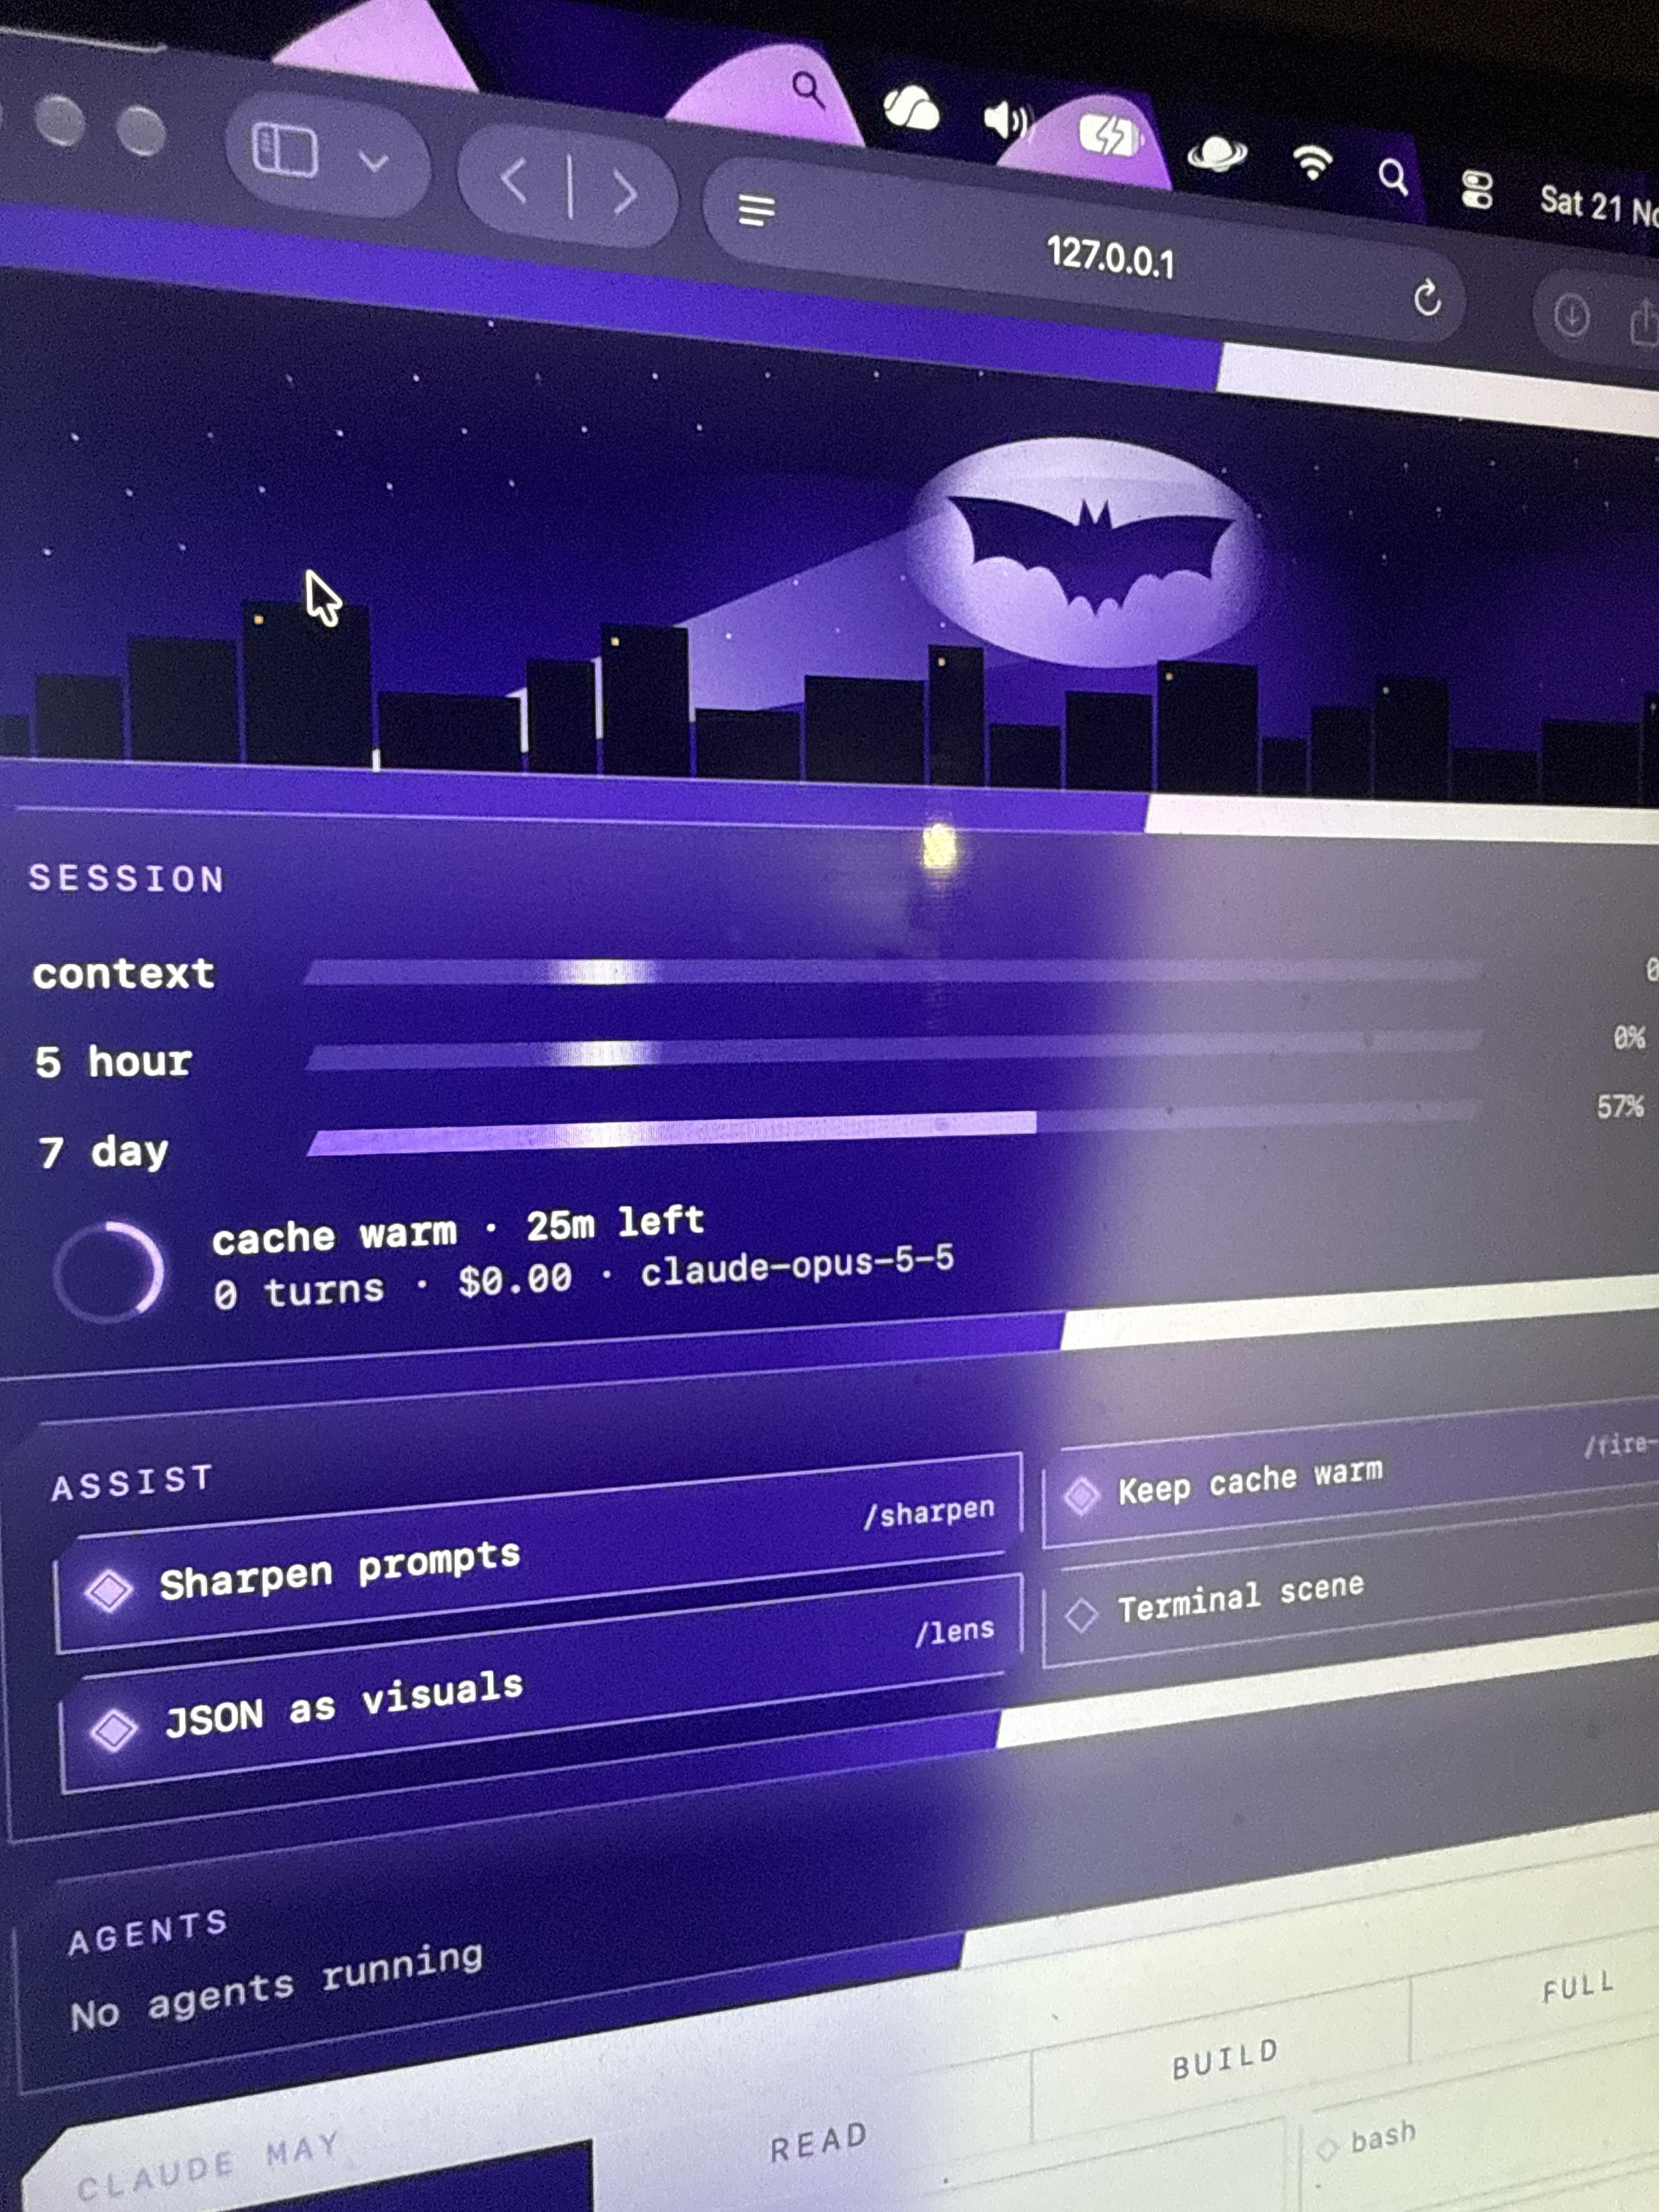 Sat 21 No
127.0.0.1
SESSION
context 0
5 hour 0%
7 day 57%
cache warm · 25m left
0 turns · $0.00 · claude-opus-5-5
ASSIST
Sharpen prompts /sharpen
Keep cache warm /fire-
JSON as visuals /lens
Terminal scene
AGENTS
No agents running
CLAUDE MAY
READ BUILD FULL
bash